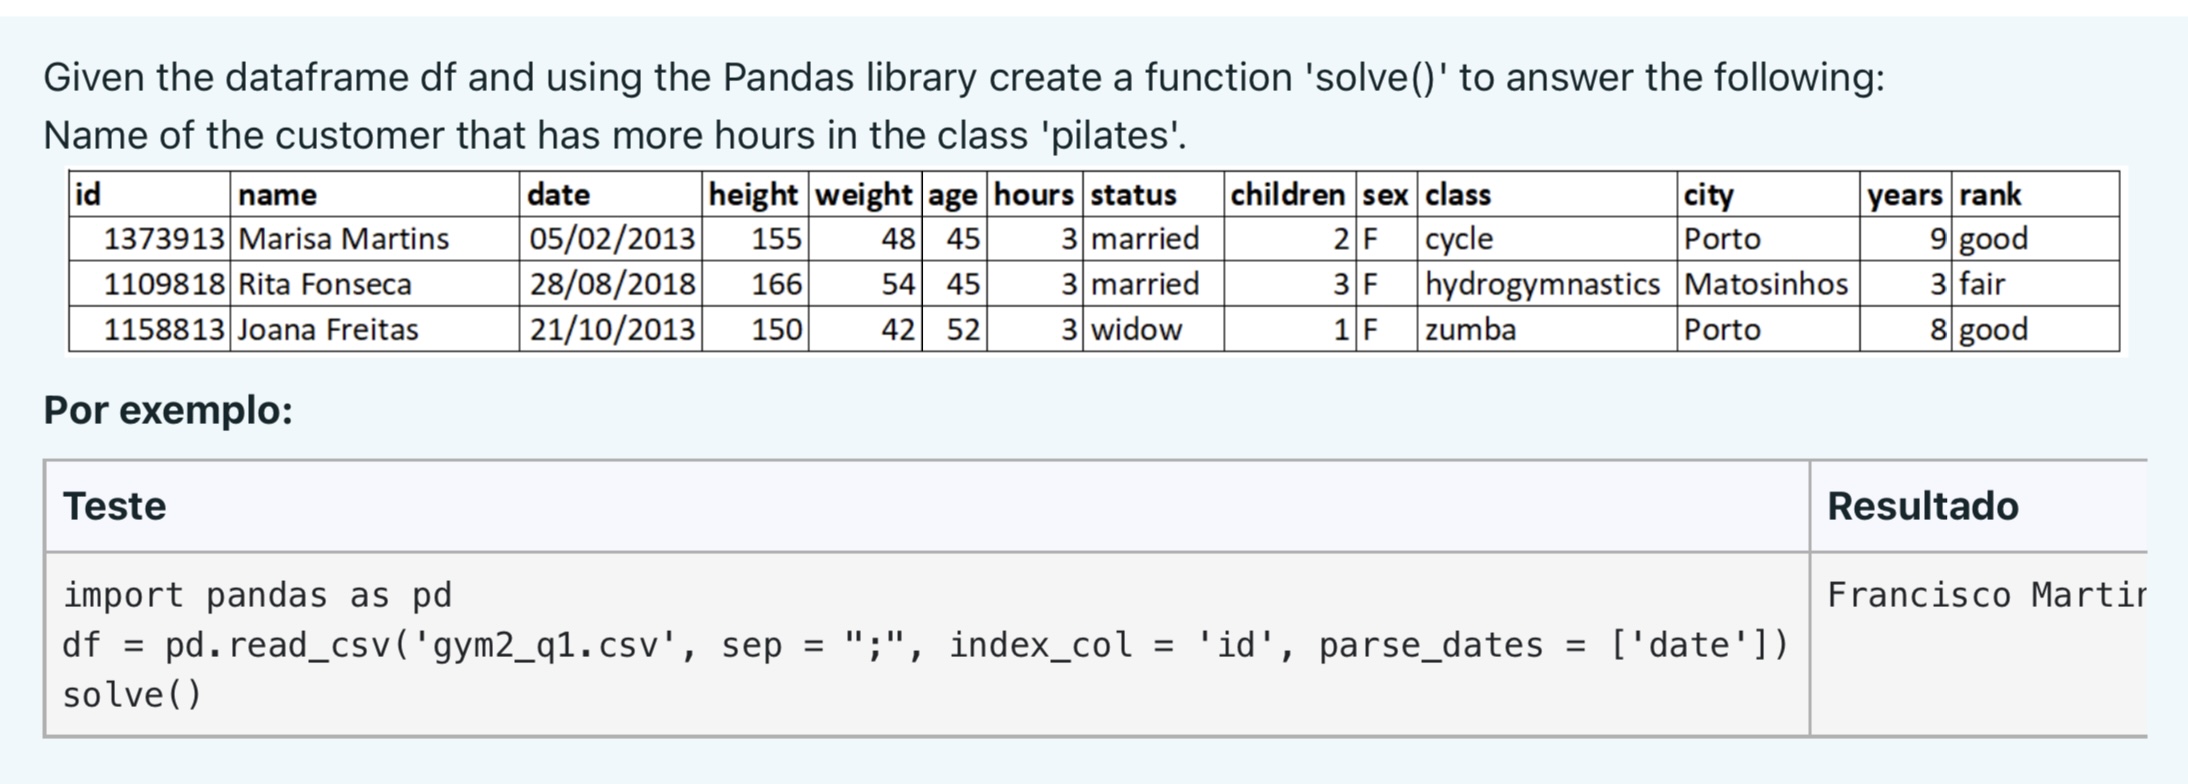 Given the dataframe df and using the Pandas library create a function 'solve()' to answer the following:
Name of the customer that has more hours in the class 'pilates'.
id name date height weight age hours status children sex class city years rank
1373913 Marisa Martins 05/02/2013 155 48 45 3 married 2 F cycle Porto 9 good
1109818 Rita Fonseca 28/08/2018 166 54 45 3 married 3 F hydrogymnastics Matosinhos 3 fair
1158813 Joana Freitas 21/10/2013 150 42 52 3 widow 1 F zumba Porto 8 good
Por exemplo:
Teste Resultado
import pandas as pd Francisco
df = pd.read_csv('gym2_q1.csv', sep = ";", index_col = 'id', parse_dates = ['date'])
solve()